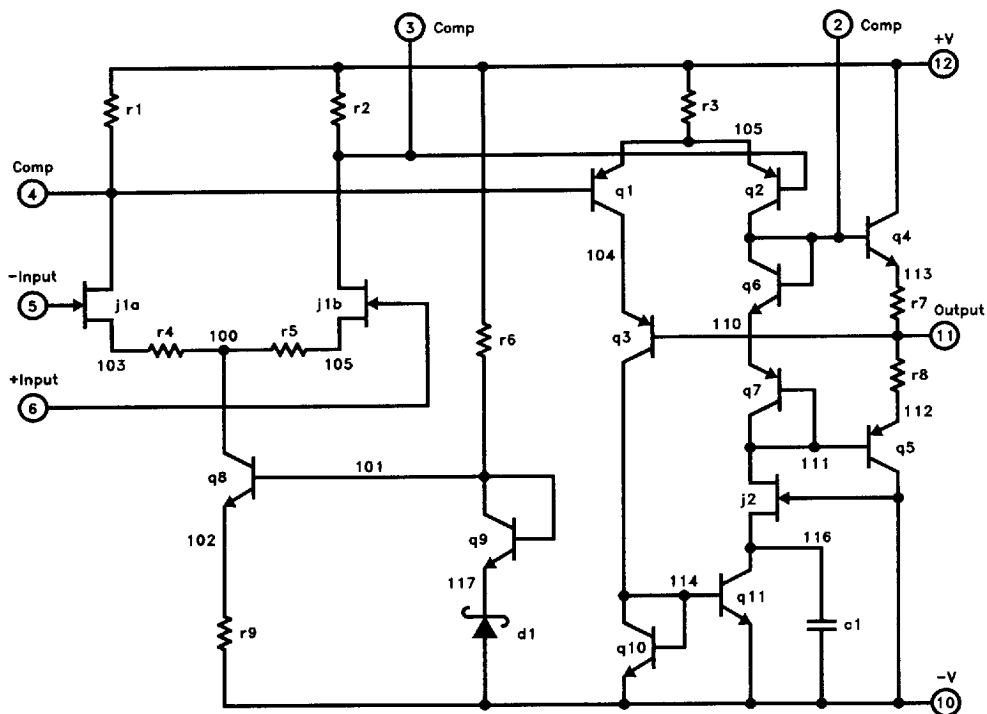 3 Comp
2 Comp
+V
12
r1
r2
r3
105
Comp
4
q1
q2
q4
104
113
-Input
5
j1a
j1b
q6
r7
Output
11
r4
100
r5
r6
q3
110
103
105
r8
+Input
6
q7
112
q8
101
111
q5
j2
102
q9
116
117
114
q11
r9
d1
q10
c1
-V
10